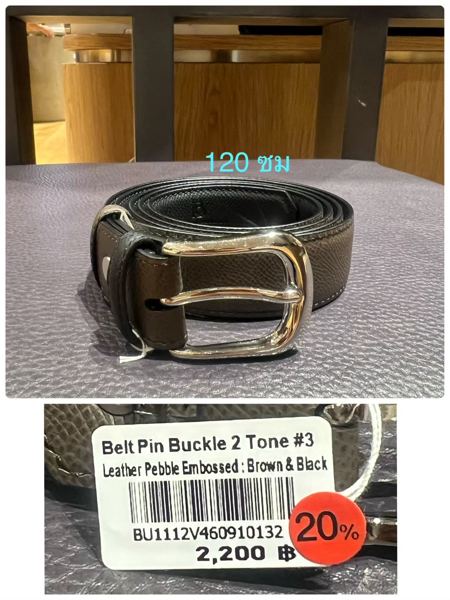 120 ซม
Belt Pin Buckle 2 Tone #3
Leather Pebble Embossed : Brown & Black
BU1112V460910132
20%
2,200 ฿